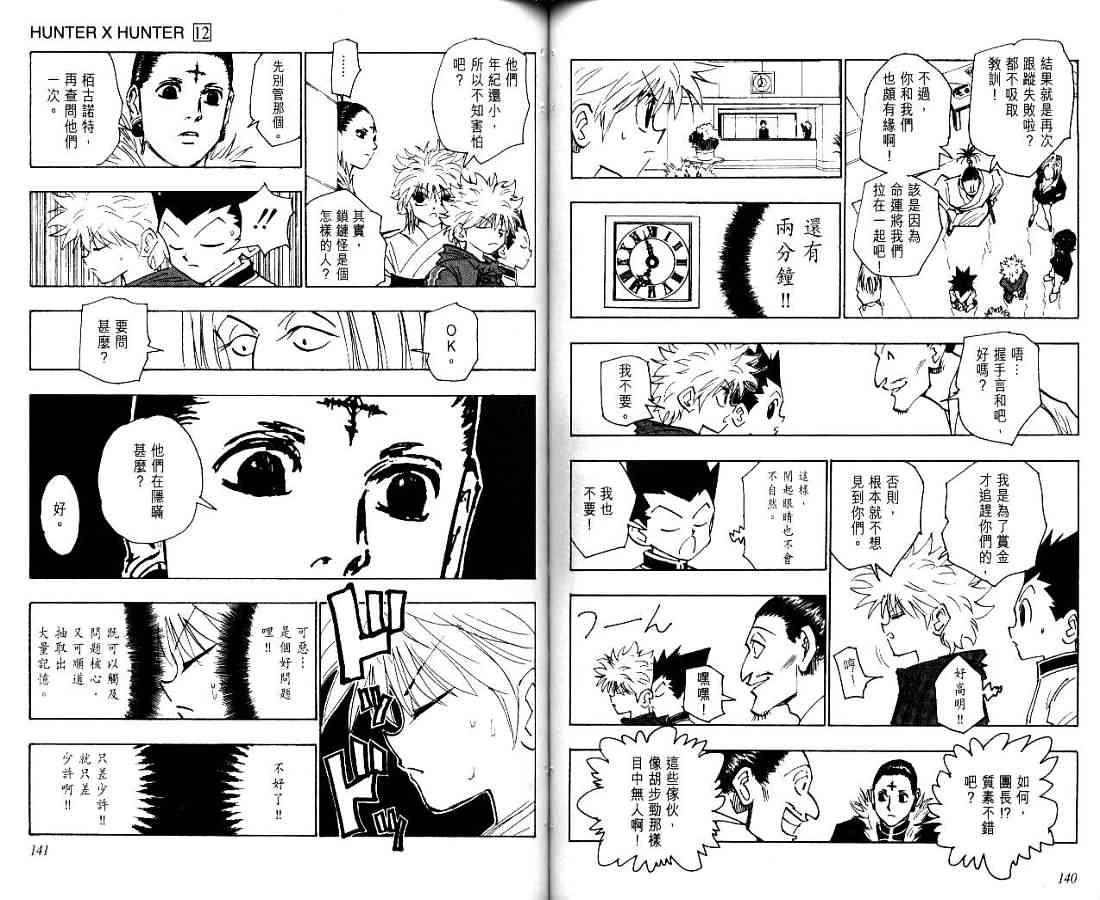 HUNTER X HUNTER 12
結果就是再次
跟蹤失敗啦？
都不吸取
教訓！
不過，
你和我們
也頗有緣啊！
該是因為
命運將我們
拉在一起吧！
還有
兩分鐘!!
唔…
握手言和吧，
好嗎？
我不要。
我是為了賞金
才追趕你們的，
否則，
根本就不想
見到你們。
唷！
好高明!!
這樣，
閉起眼睛也不會
不自然。
我也
不要！
つーん
嘿嘿！
如何，
團長!?
質素不錯
吧？
這些傢伙，
像胡步勁那樣
目中無人啊！
140
他們
年紀還小，
所以不知害怕
吧？
……
其實，
鎖鏈怪是個
怎樣的人？
先別管那個。
栢古諾特，
再查問他們
一次。
!!
OK。
要問
甚麼？
他們在隱瞞
甚麼？
好。
ドクン
ドクン
可惡…
是個好問題
哩!!
既可以觸及
問題核心，
又可順道
抽取出
大量記憶。
不好了!!
只差少許!!
就只差
少許啊!!
141